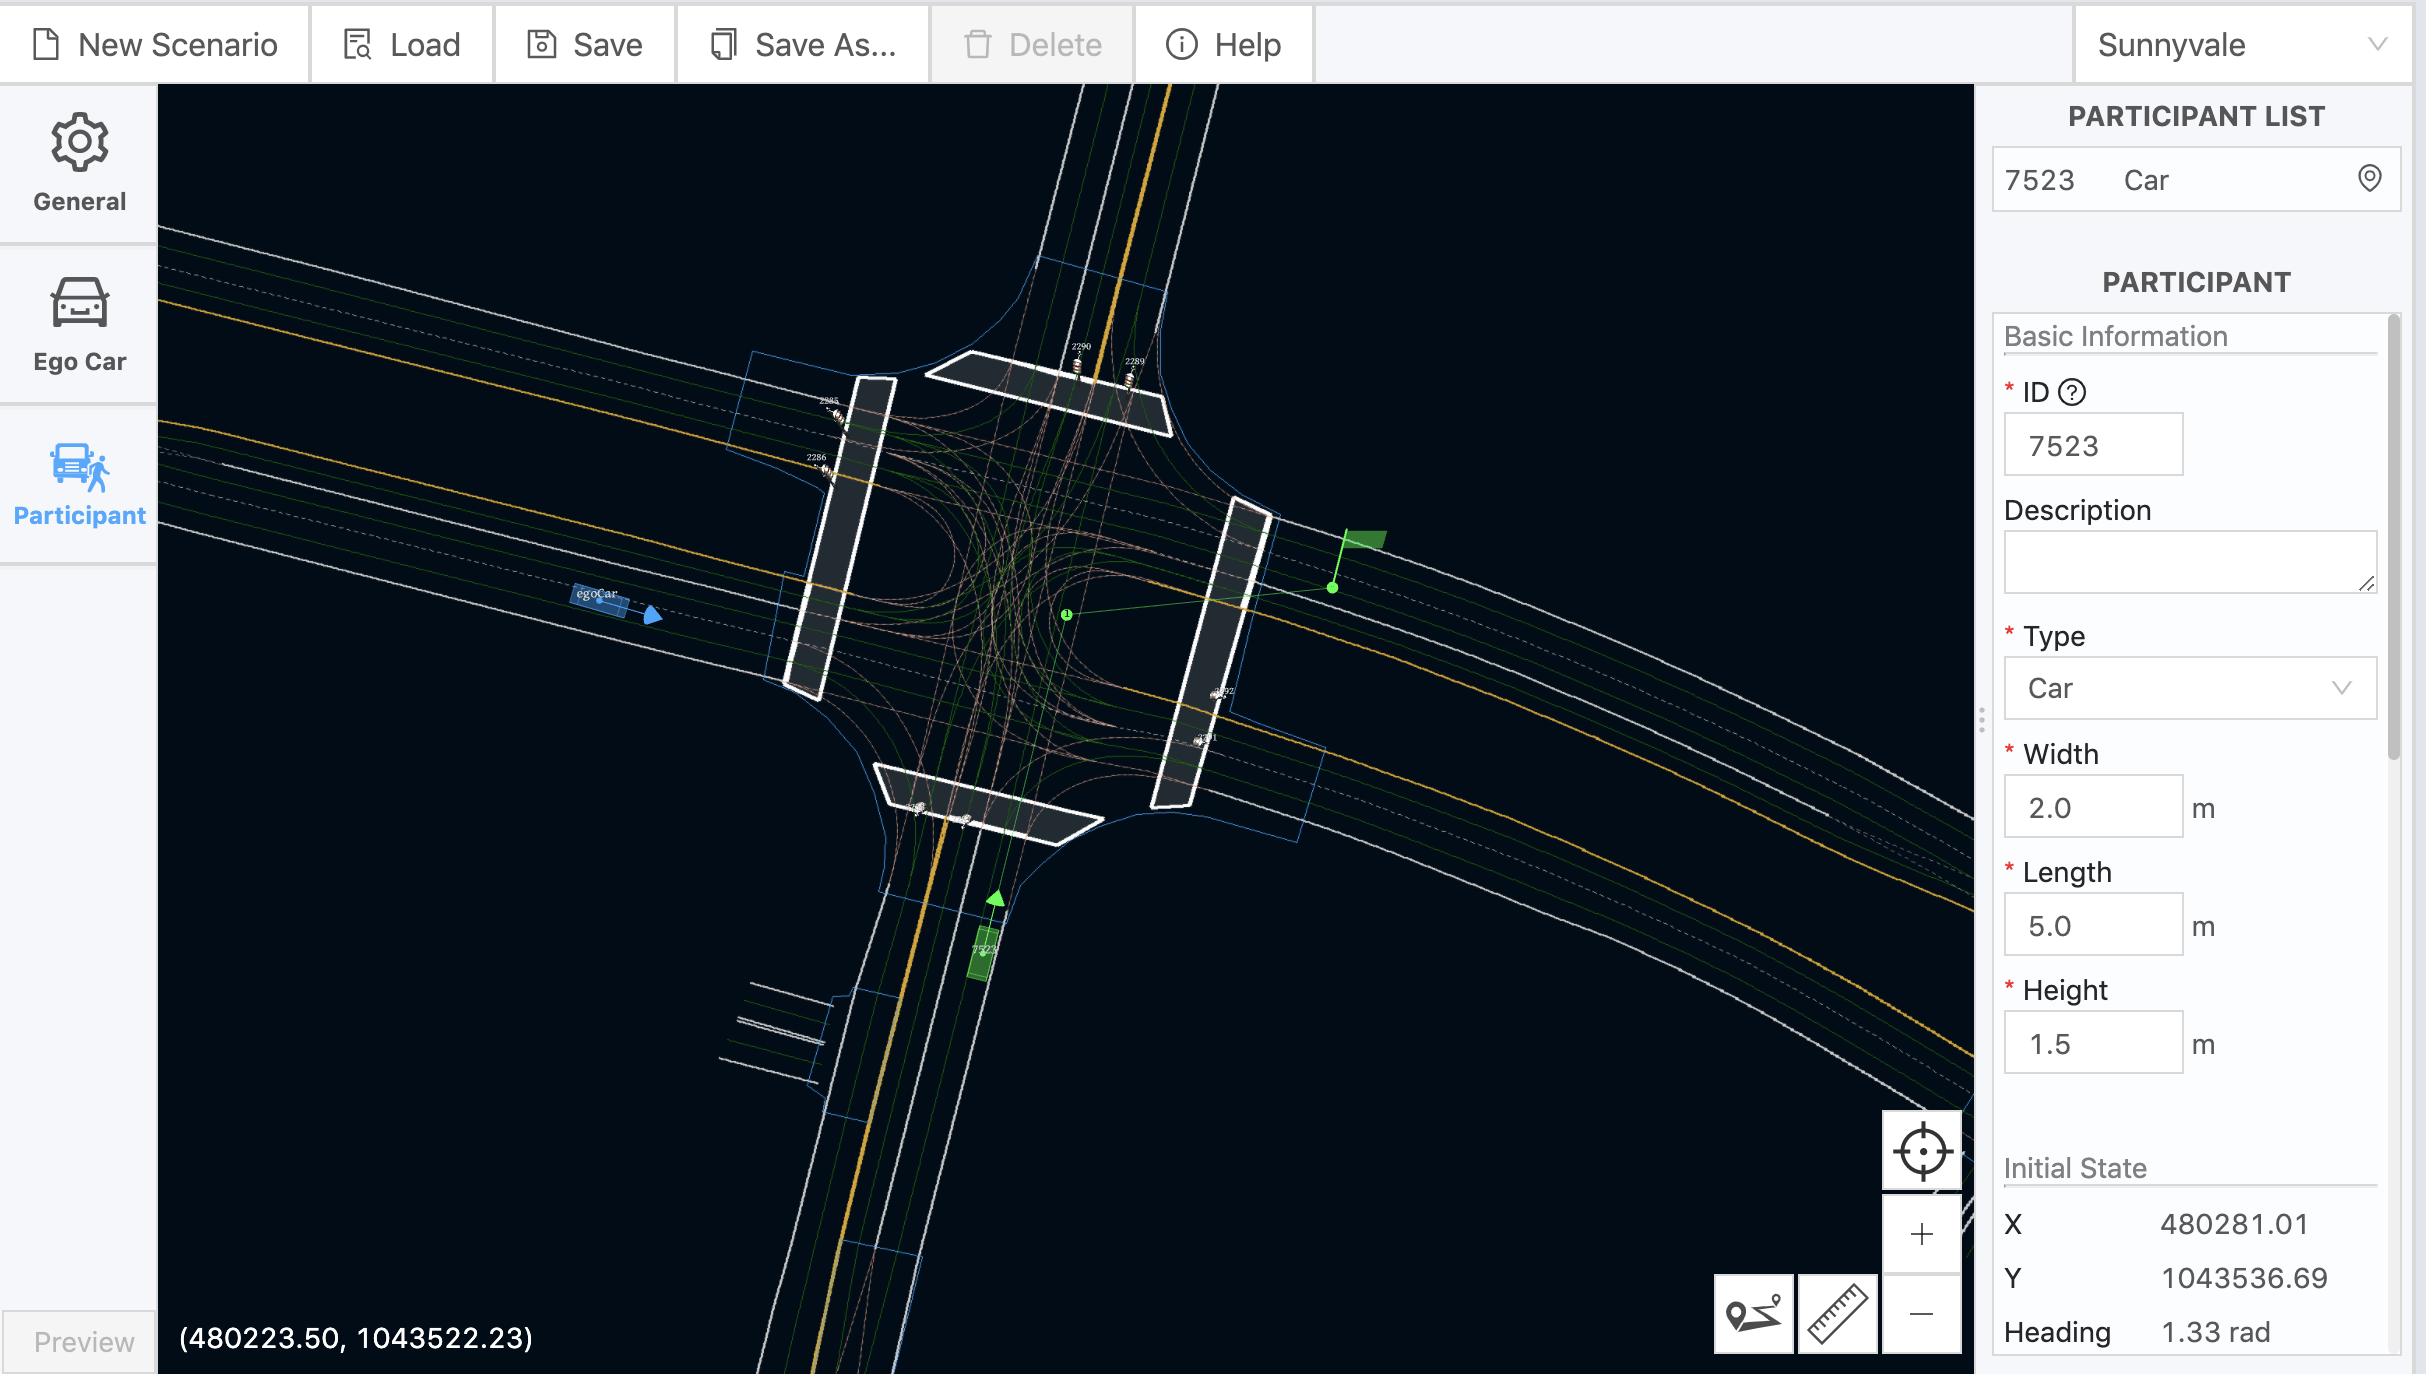 New Scenario
Load
Save
Save As...
Delete
Help
Sunnyvale
General
Ego Car
Participant
Preview
2290
2289
2285
2286
egoCar
1
7523
(480223.50, 1043522.23)
PARTICIPANT LIST
7523 Car
PARTICIPANT
Basic Information
* ID ?
7523
Description
* Type
Car
* Width
2.0 m
* Length
5.0 m
* Height
1.5 m
Initial State
X 480281.01
Y 1043536.69
Heading 1.33 rad